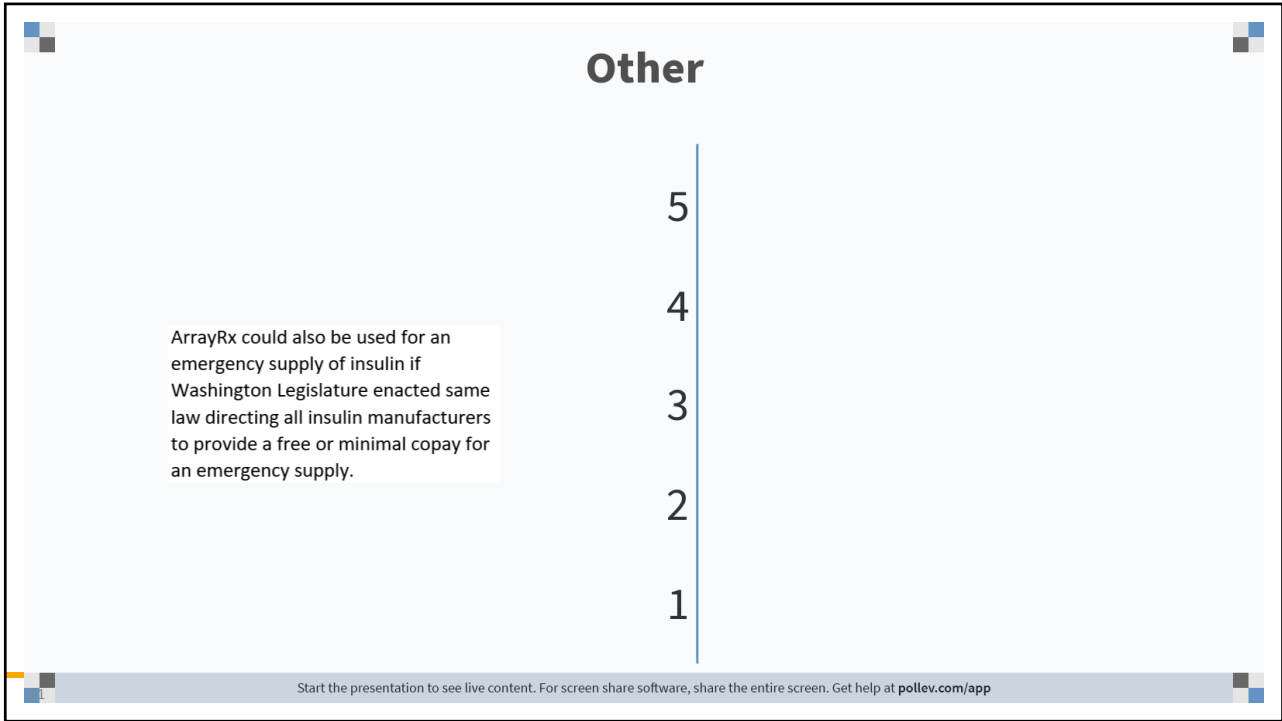 Other
5
4
ArrayRx could also be used for an
emergency supply of insulin if
Washington Legislature enacted same
law directing all insulin manufacturers
to provide a free or minimal copay for
an emergency supply.
3
2
1
1
Start the presentation to see live content. For screen share software, share the entire screen. Get help at pollev.com/app